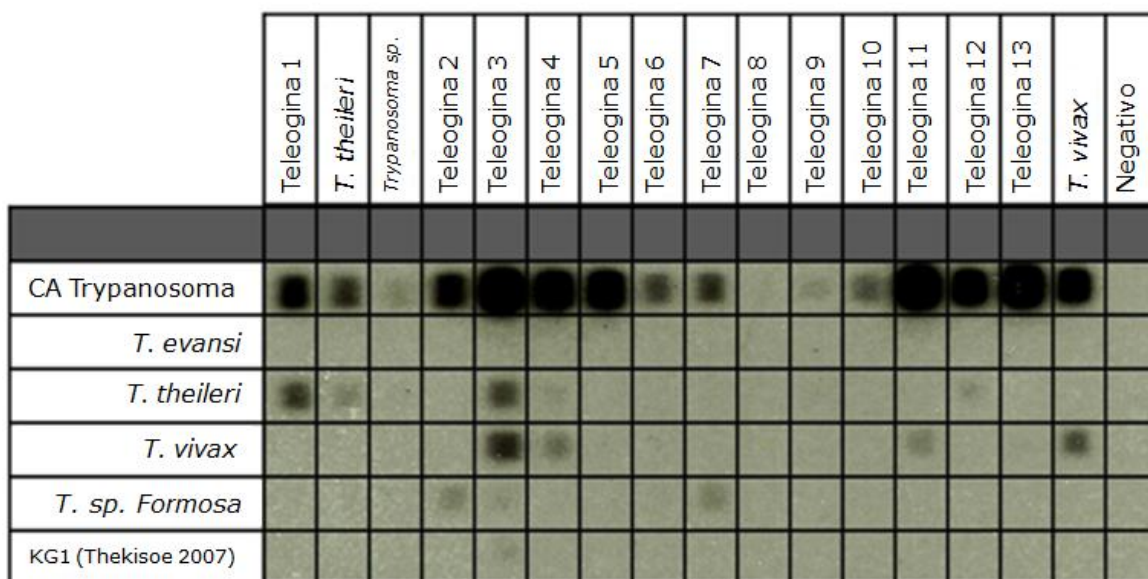 Teleogina 1
T. theileri
Trypanosoma sp.
Teleogina 2
Teleogina 3
Teleogina 4
Teleogina 5
Teleogina 6
Teleogina 7
Teleogina 8
Teleogina 9
Teleogina 10
Teleogina 11
Teleogina 12
Teleogina 13
T. vivax
Negativo
CA Trypanosoma
T. evansi
T. theileri
T. vivax
T. sp. Formosa
KG1 (Thekisoe 2007)